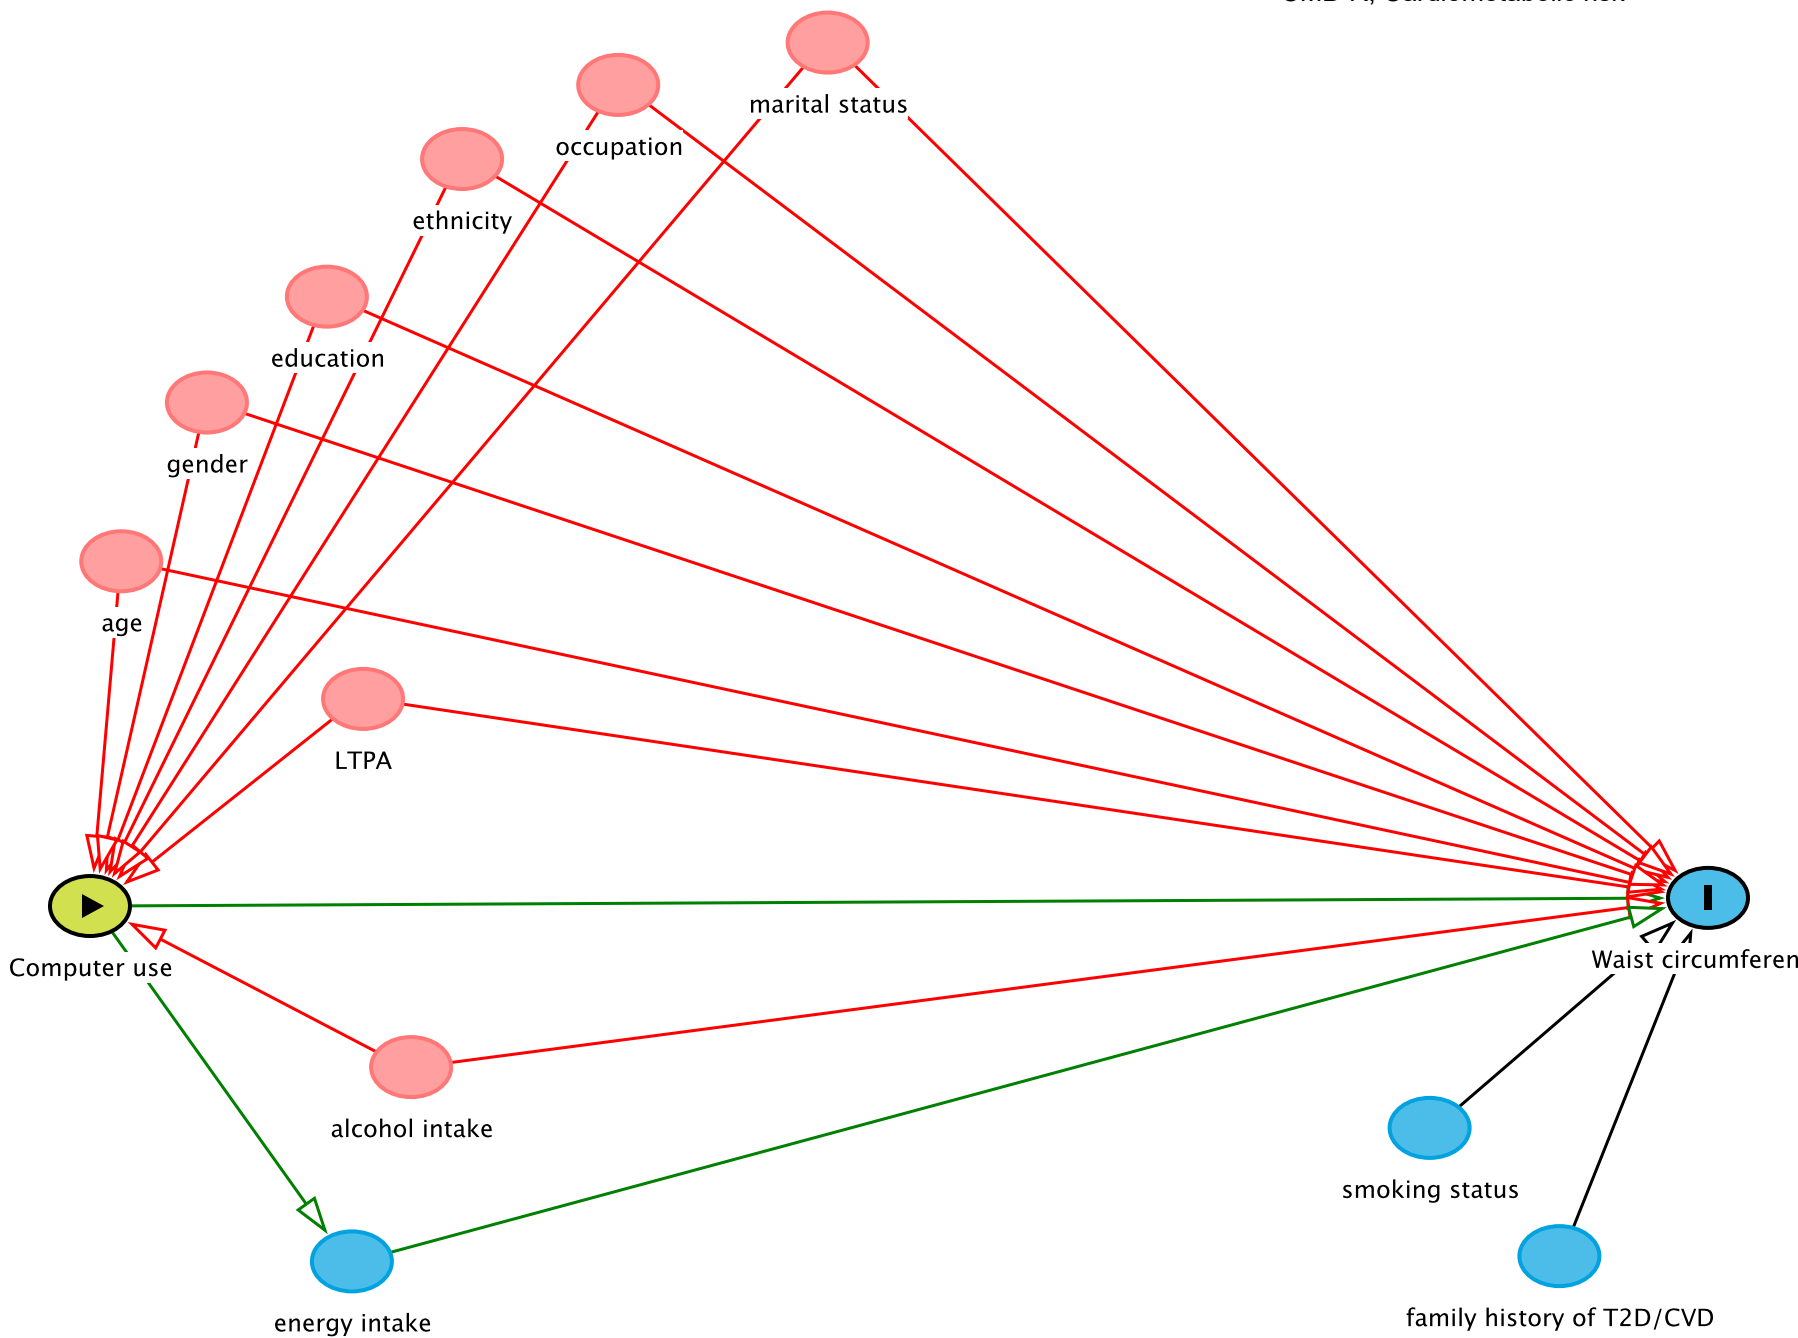 marital status
occupation
ethnicity
education
gender
age
LTPA
Computer use
Waist circumferen
alcohol intake
smoking status
energy intake
family history of T2D/CVD